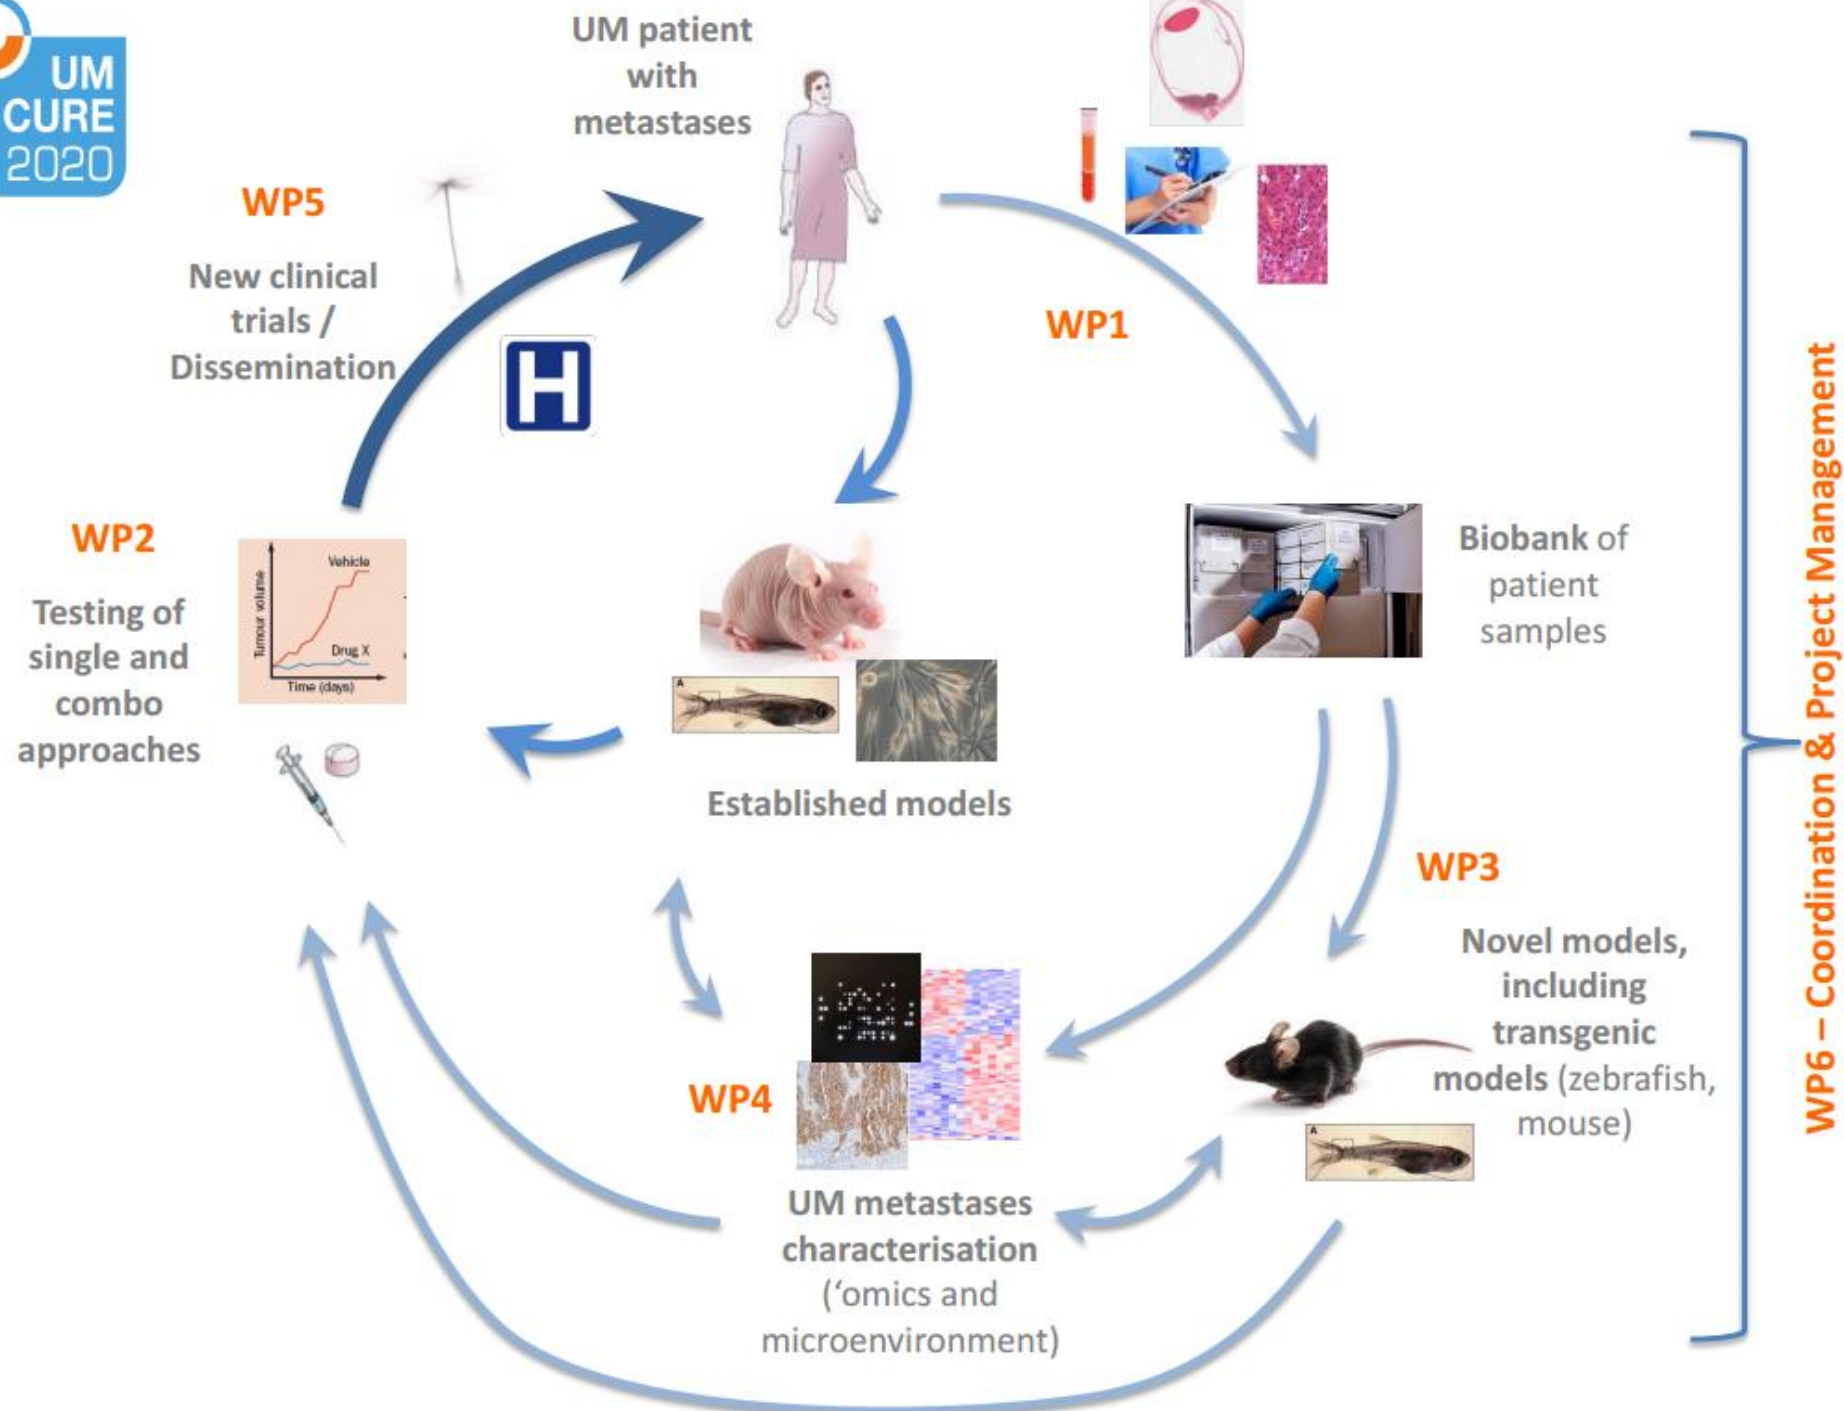 UM
CURE
2020
UM patient
with
metastases
WP5
New clinical
trials /
Dissemination
H
WP1
WP2
Testing of
single and
combo
approaches
Tumour volume
Vehicle
Drug X
Time (days)
A
Established models
Biobank of
patient
samples
WP3
Novel models,
including
transgenic
models (zebrafish,
mouse)
A
WP4
UM metastases
characterisation
(‘omics and
microenvironment)
WP6 – Coordination & Project Management